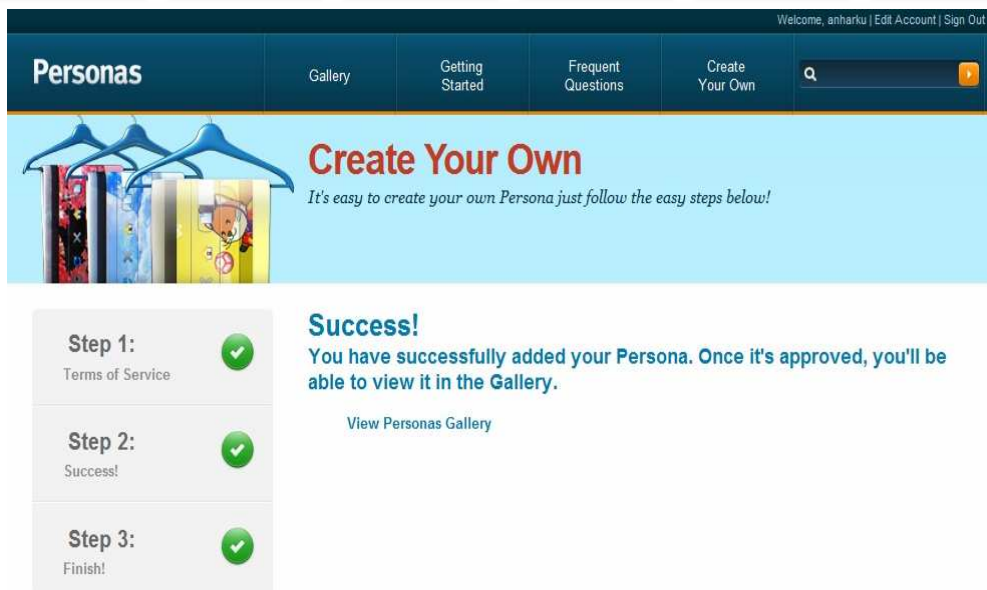 Welcome, anharku | Edit Account | Sign Out
Personas
Gallery
Getting
Started
Frequent
Questions
Create
Your Own
Create Your Own
It's easy to create your own Persona just follow the easy steps below!
Step 1:
Terms of Service
Step 2:
Success!
Step 3:
Finish!
Success!
You have successfully added your Persona. Once it's approved, you'll be
able to view it in the Gallery.
View Personas Gallery